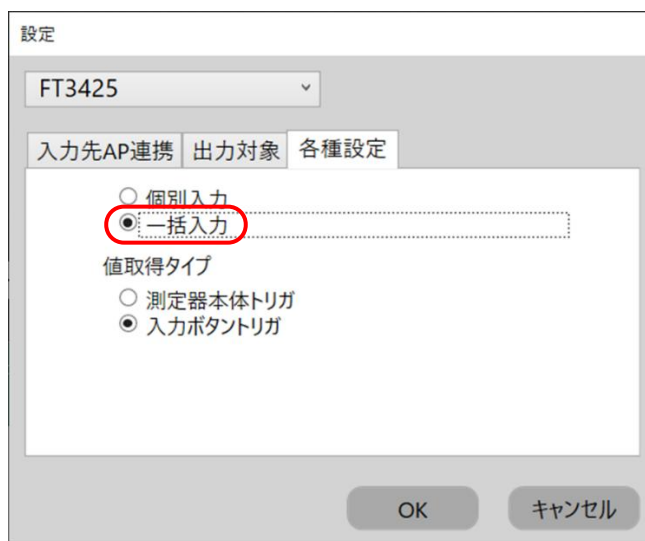 設定
FT3425
入力先AP連携 出力対象 各種設定
個別入力
一括入力
値取得タイプ
測定器本体トリガ
入力ボタントリガ
OK キャンセル